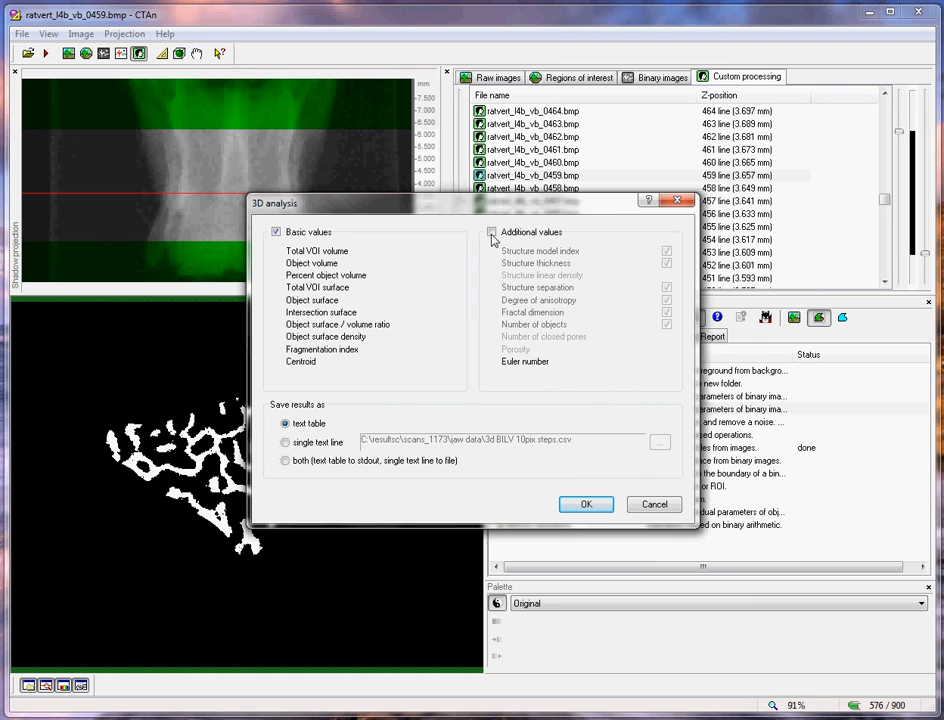 ratvert_l4b_vb_0459.bmp - CTAn
File View Image Projection Help
Raw images Regions of interest Binary images Custom processing
mm
7.500
7.000
6.500
6.000
5.500
5.000
4.500
4.000
Shadow projection
File name Z-position
ratvert_l4b_vb_0464.bmp 464 line (3.697 mm)
ratvert_l4b_vb_0463.bmp 463 line (3.689 mm)
ratvert_l4b_vb_0462.bmp 462 line (3.681 mm)
ratvert_l4b_vb_0461.bmp 461 line (3.673 mm)
ratvert_l4b_vb_0460.bmp 460 line (3.665 mm)
ratvert_l4b_vb_0459.bmp 459 line (3.657 mm)
ratvert_l4b_vb_0458.bmp 458 line (3.649 mm)
457 line (3.641 mm)
456 line (3.633 mm)
455 line (3.625 mm)
454 line (3.617 mm)
453 line (3.609 mm)
452 line (3.601 mm)
451 line (3.593 mm)
3D analysis
Basic values
Total VOI volume
Object volume
Percent object volume
Total VOI surface
Object surface
Intersection surface
Object surface / volume ratio
Object surface density
Fragmentation index
Centroid
Additional values
Structure model index
Structure thickness
Structure linear density
Structure separation
Degree of anisotropy
Fractal dimension
Number of objects
Number of closed pores
Porosity
Euler number
Save results as
text table
single text line C:\resultsc\scans_1173\jaw data\3d BILV 10pix steps.csv ...
both (text table to stdout, single text line to file)
OK Cancel
Report
Status
reground from backgro...
new folder.
parameters of binary ima...
parameters of binary ima...
and remove a noise. ...
sed operations.
les from images. done
ace from binary images.
to the boundary of a bin...
or ROI.
m.
dual parameters of obj...
ed on binary arithmetic.
Palette
Original
91% 576 / 900